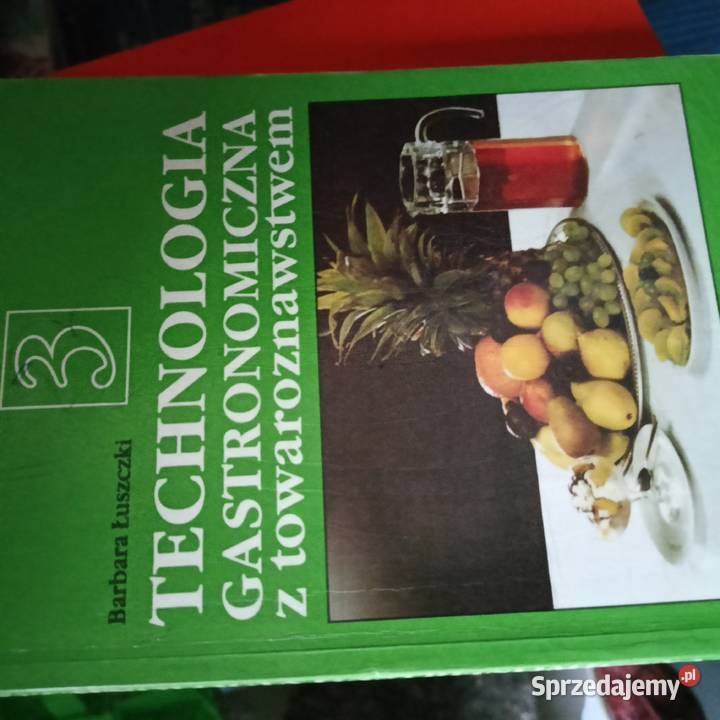 3
Barbara Łuszczki
TECHNOLOGIA
GASTRONOMICZNA
z towaroznawstwem
Sprzedajemy.pl